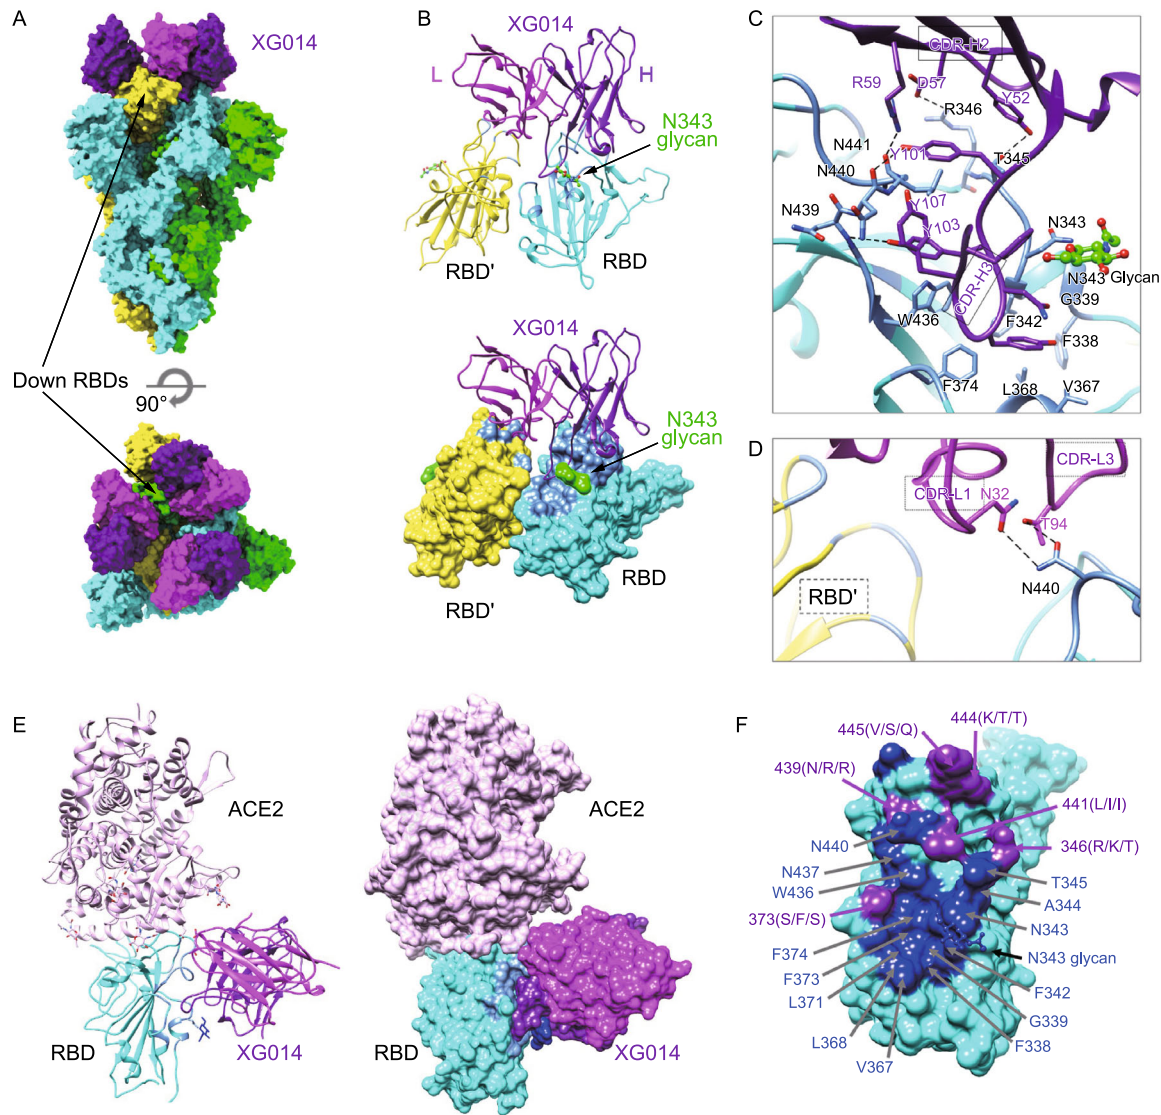 A
XG014
Down RBDs
90°
B
XG014
L
H
N343
glycan
RBD'
RBD
XG014
N343
glycan
RBD
RBD'
C
CDR-H2
R59
D57
Y52
R346
N441
Y101
T345
N440
Y107
N439
Y103
N343
CDR-H3
N343 Glycan
G339
W436
F342
F338
F374
L368
V367
D
CDR-L3
CDR-L1
N32
T94
N440
RBD'
E
ACE2
RBD
XG014
ACE2
RBD
XG014
F
445(V/S/Q)
444(K/T/T)
439(N/R/R)
441(L/I/I)
N440
346(R/K/T)
N437
T345
W436
A344
373(S/F/S)
N343
F374
N343 glycan
F373
F342
L371
G339
L368
F338
V367